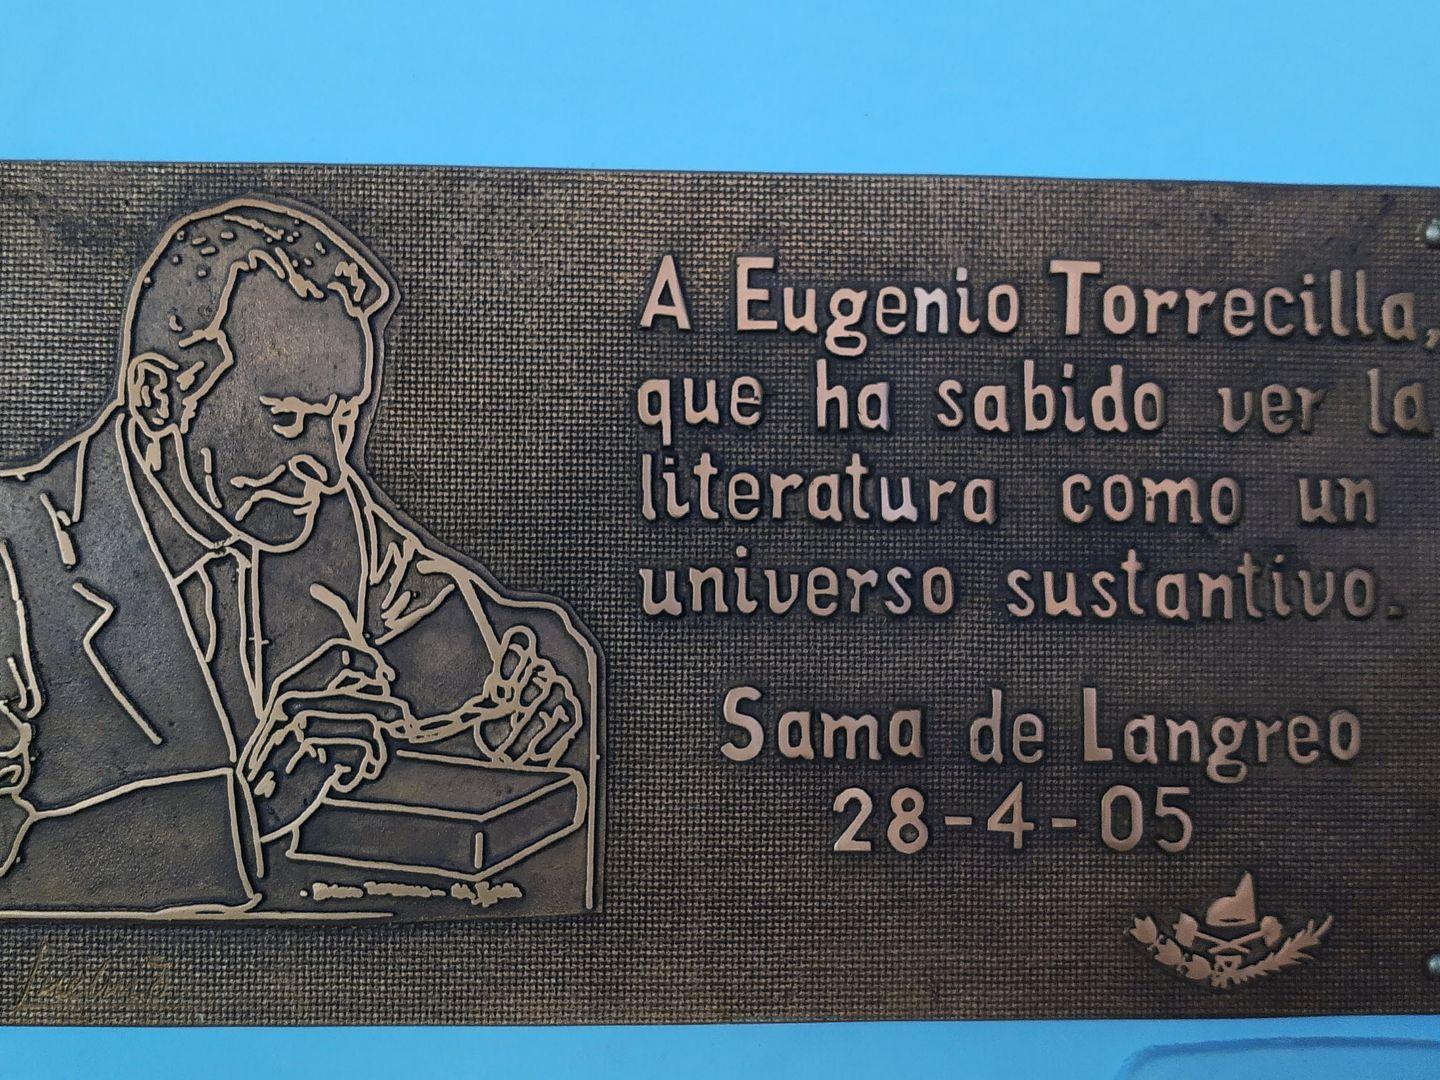 A Eugenio Torrecilla,
que ha sabido ver la
literatura como un
universo sustantivo.
Sama de Langreo
28-4-05